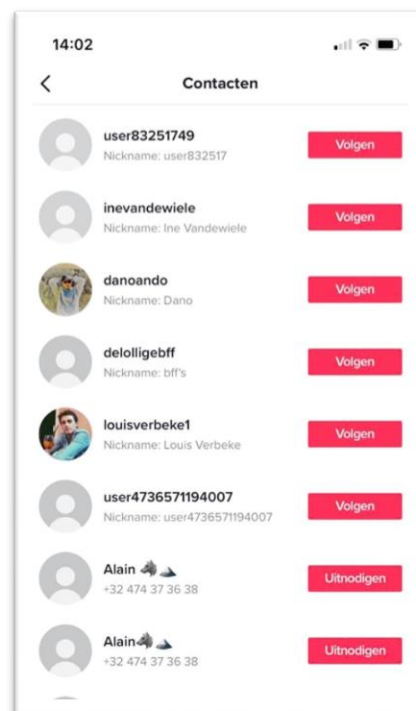 14:02
Contacten
user83251749
Nickname: user832517
Volgen
inevandewiele
Nickname: Ine Vandewiele
Volgen
danoando
Nickname: Dano
Volgen
delolligebff
Nickname: bff's
Volgen
louisverbeke1
Nickname: Louis Verbeke
Volgen
user4736571194007
Nickname: user4736571194007
Volgen
Alain 🐺🗻
+32 474 37 36 38
Uitnodigen
Alain🐺🗻
+32 474 37 36 38
Uitnodigen